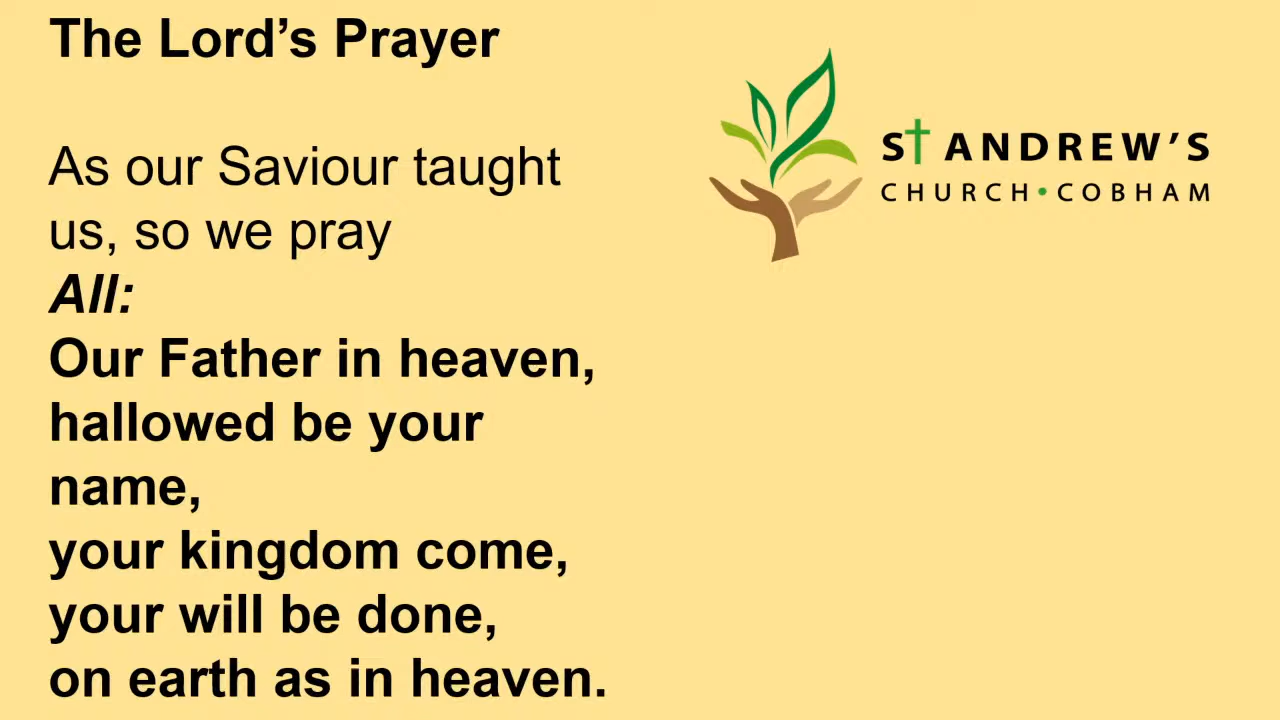 The Lord’s Prayer
As our Saviour taught
us, so we pray
All:
Our Father in heaven,
hallowed be your
name,
your kingdom come,
your will be done,
on earth as in heaven.
St ANDREW’S
CHURCH•COBHAM